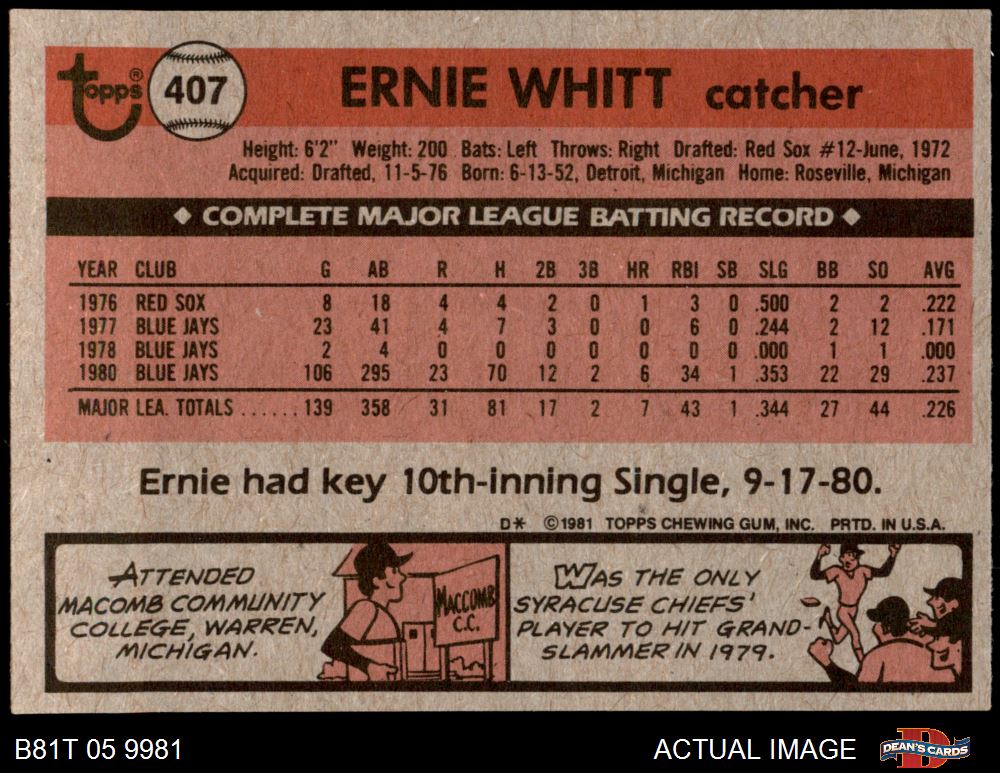 Topps® 407 ERNIE WHITT catcher
Height: 6'2" Weight: 200 Bats: Left Throws: Right Drafted: Red Sox #12-June, 1972
Acquired: Drafted, 11-5-76 Born: 6-13-52, Detroit, Michigan Home: Roseville, Michigan
◆ COMPLETE MAJOR LEAGUE BATTING RECORD ◆
YEAR CLUB G AB R H 2B 3B HR RBI SB SLG BB SO AVG
1976 RED SOX 8 18 4 4 2 0 1 3 0 .500 2 2 .222
1977 BLUE JAYS 23 41 4 7 3 0 0 6 0 .244 2 12 .171
1978 BLUE JAYS 2 4 0 0 0 0 0 0 0 .000 1 1 .000
1980 BLUE JAYS 106 295 23 70 12 2 6 34 1 .353 22 29 .237
MAJOR LEA. TOTALS ...... 139 358 31 81 17 2 7 43 1 .344 27 44 .226
Ernie had key 10th-inning Single, 9-17-80.
D* ©1981 TOPPS CHEWING GUM, INC. PRTD. IN U.S.A.
ATTENDED
MACOMB COMMUNITY
COLLEGE, WARREN,
MICHIGAN.
MACCOMB
C.C.
WAS THE ONLY
SYRACUSE CHIEFS'
PLAYER TO HIT GRAND-
SLAMMER IN 1979.
B81T 05 9981 ACTUAL IMAGE DEAN'S CARDS